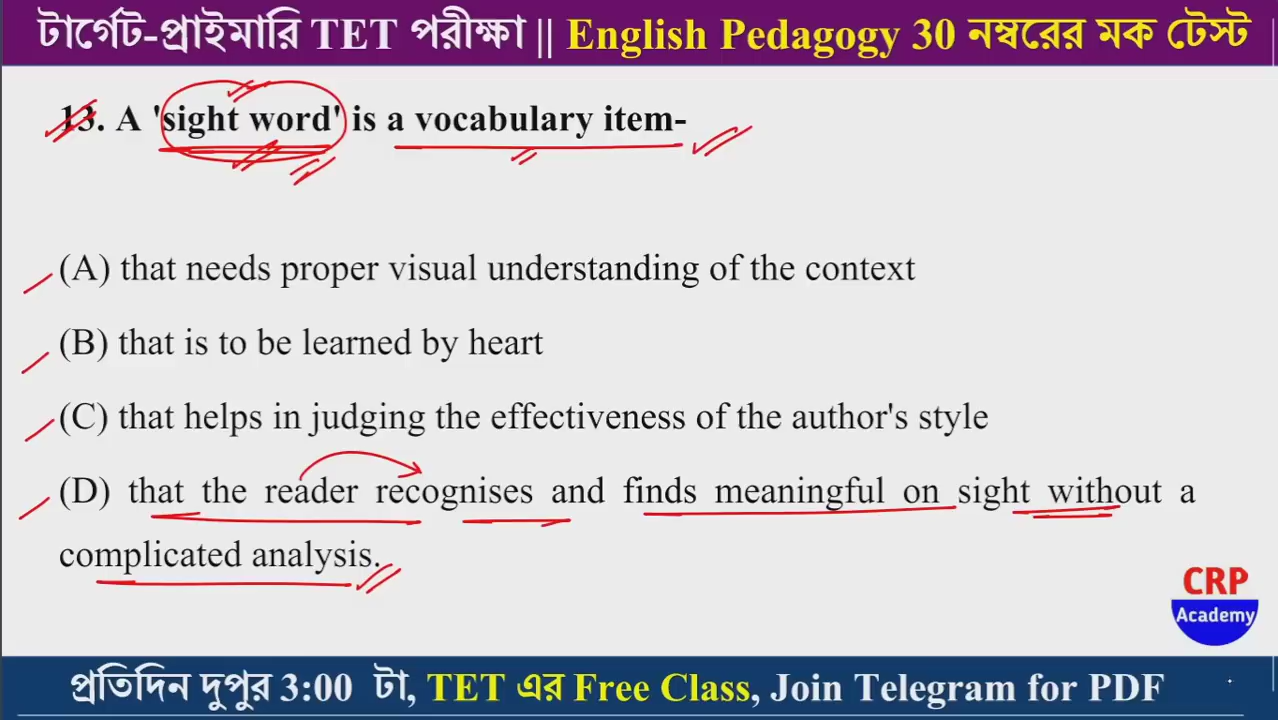 টার্গেট-প্রাইমারি TET পরীক্ষা || English Pedagogy 30 নম্বরের মক টেস্ট
13. A 'sight word' is a vocabulary item-
(A) that needs proper visual understanding of the context
(B) that is to be learned by heart
(C) that helps in judging the effectiveness of the author's style
(D) that the reader recognises and finds meaningful on sight without a
complicated analysis.
CRP
Academy
প্রতিদিন দুপুর 3:00 টা, TET এর Free Class, Join Telegram for PDF